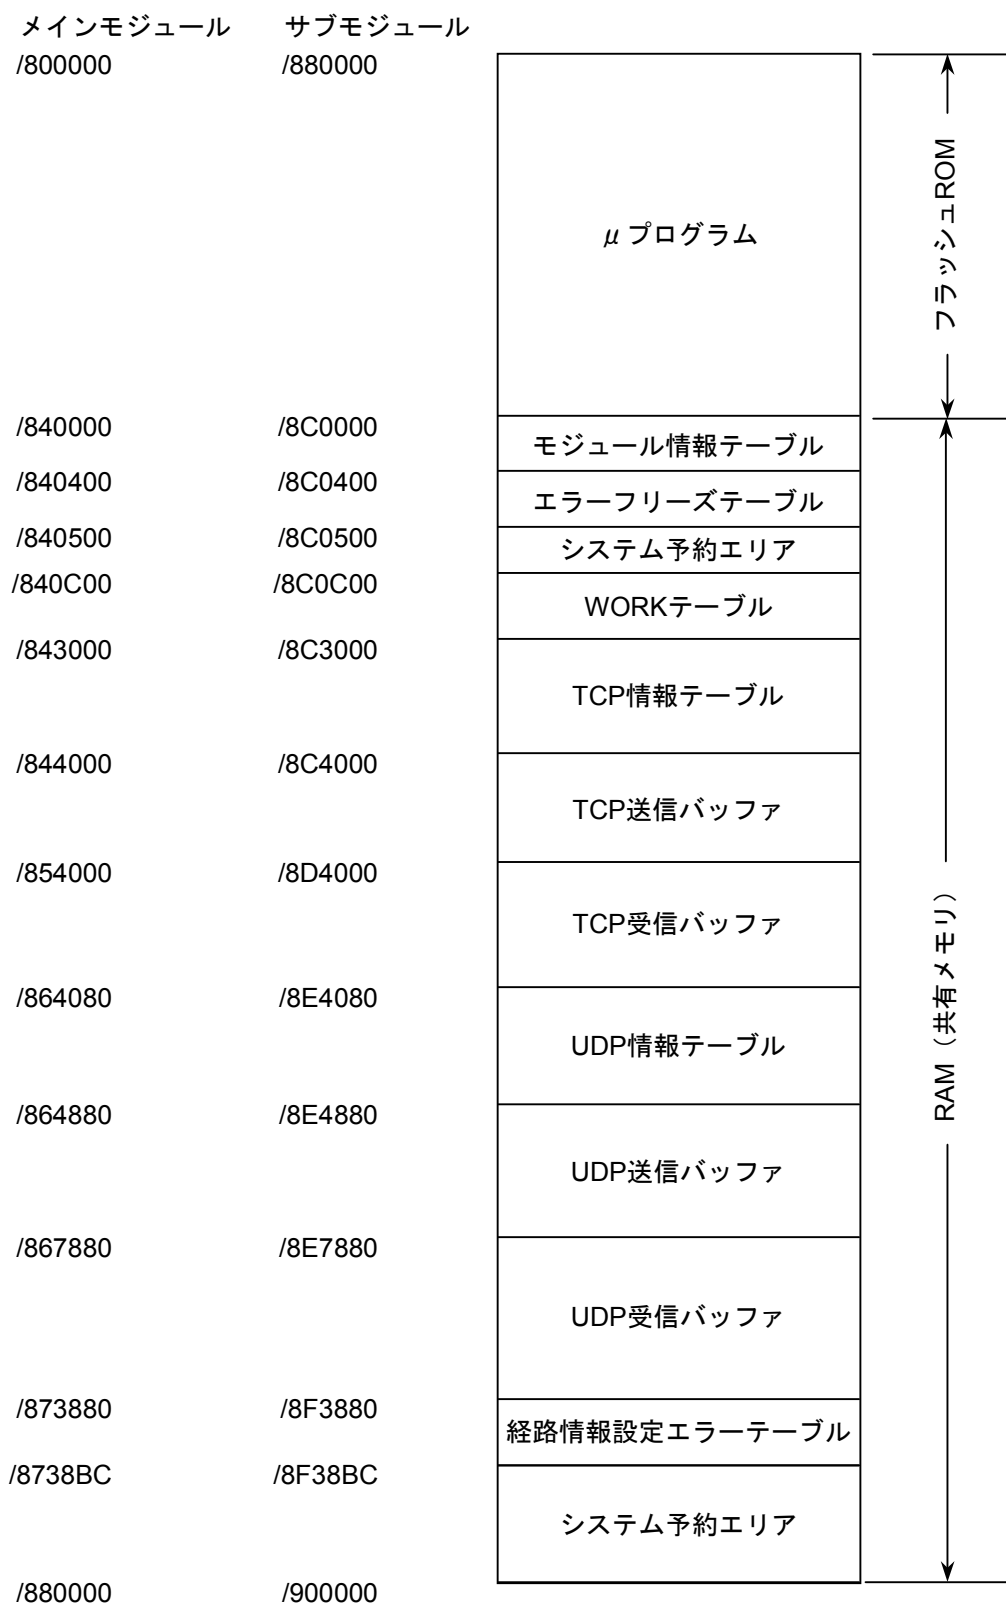 メインモジュール サブモジュール
/800000 /880000
μプログラム
フラッシュROM
/840000 /8C0000
モジュール情報テーブル
/840400 /8C0400
エラーフリーズテーブル
/840500 /8C0500
システム予約エリア
/840C00 /8C0C00
WORKテーブル
/843000 /8C3000
TCP情報テーブル
/844000 /8C4000
TCP送信バッファ
/854000 /8D4000
TCP受信バッファ
RAM（共有メモリ）
/864080 /8E4080
UDP情報テーブル
/864880 /8E4880
UDP送信バッファ
/867880 /8E7880
UDP受信バッファ
/873880 /8F3880
経路情報設定エラーテーブル
/8738BC /8F38BC
システム予約エリア
/880000 /900000